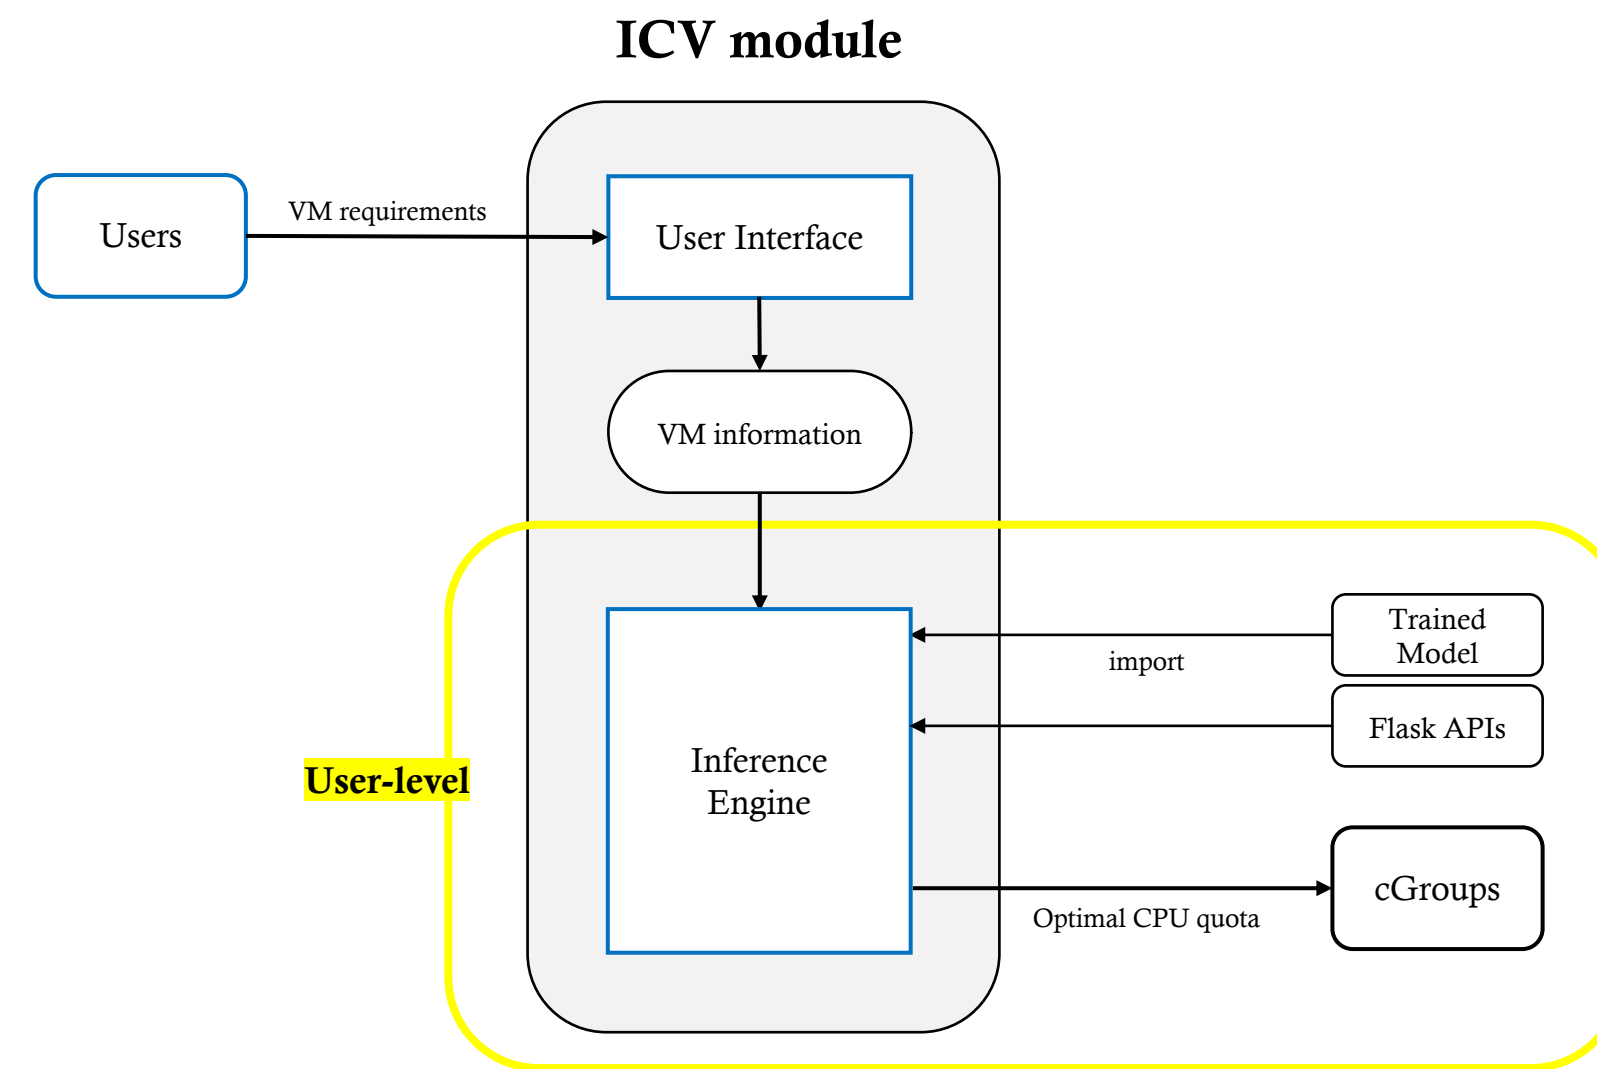 ICV module
Users
VM requirements
User Interface
VM information
Trained
Model
import
Flask APIs
User-level
Inference
Engine
cGroups
Optimal CPU quota